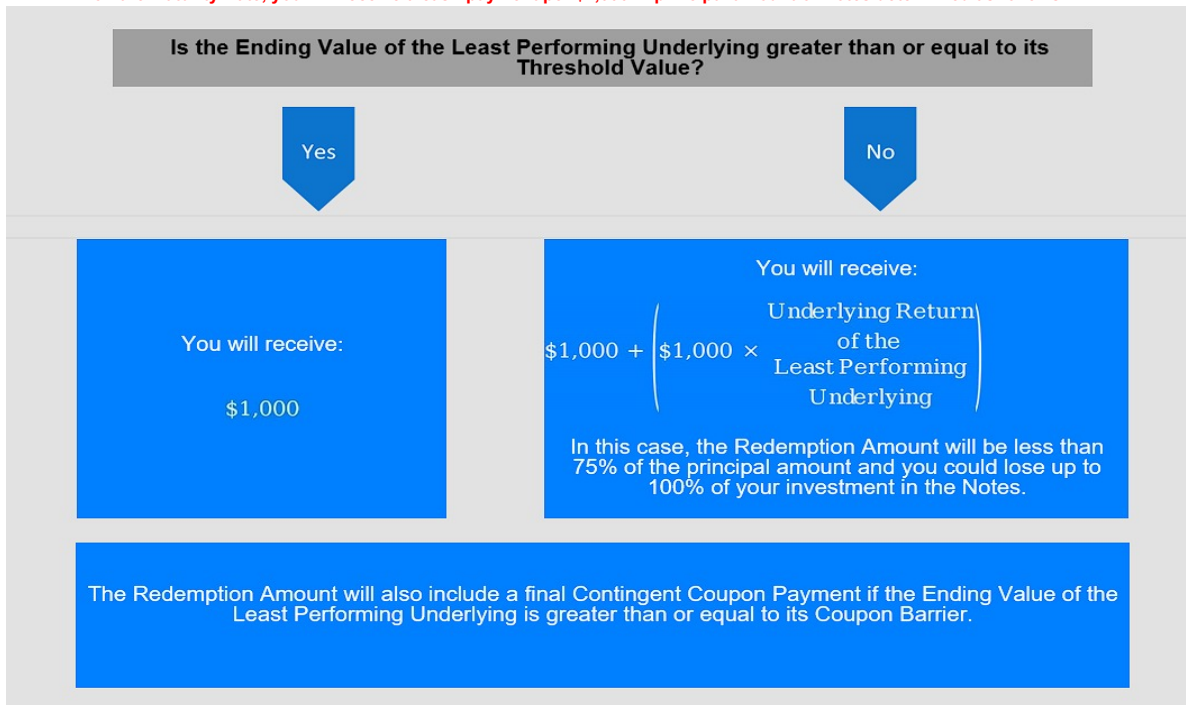 Is the Ending Value of the Least Performing Underlying greater than or equal to its
Threshold Value?
Yes
No
You will receive:
$1,000
You will receive:
$1,000 + ($1,000 × Underlying Return
of the
Least Performing
Underlying)
In this case, the Redemption Amount will be less than
75% of the principal amount and you could lose up to
100% of your investment in the Notes.
The Redemption Amount will also include a final Contingent Coupon Payment if the Ending Value of the
Least Performing Underlying is greater than or equal to its Coupon Barrier.